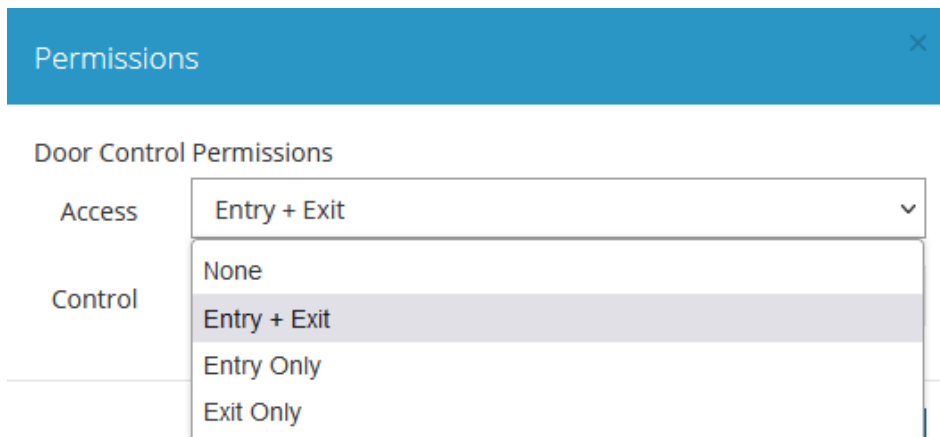 Permissions
×
Door Control Permissions
Access
Entry + Exit
None
Control
Entry + Exit
Entry Only
Exit Only